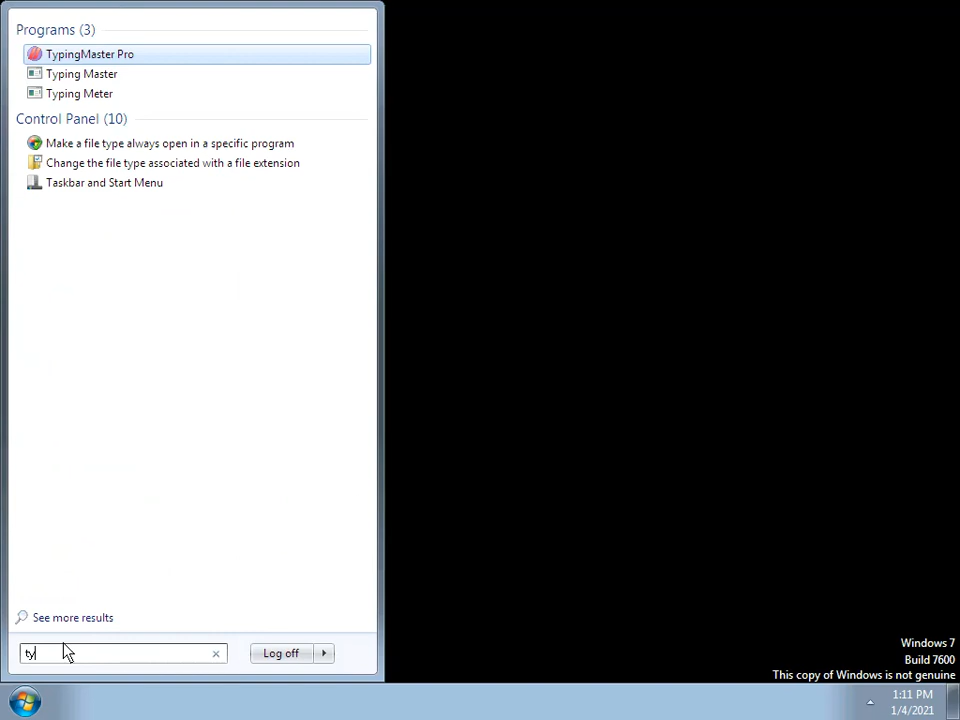 Programs (3)
TypingMaster Pro
Typing Master
Typing Meter
Control Panel (10)
Make a file type always open in a specific program
Change the file type associated with a file extension
Taskbar and Start Menu
See more results
ty
Log off
Windows 7
Build 7600
This copy of Windows is not genuine
1:11 PM
1/4/2021